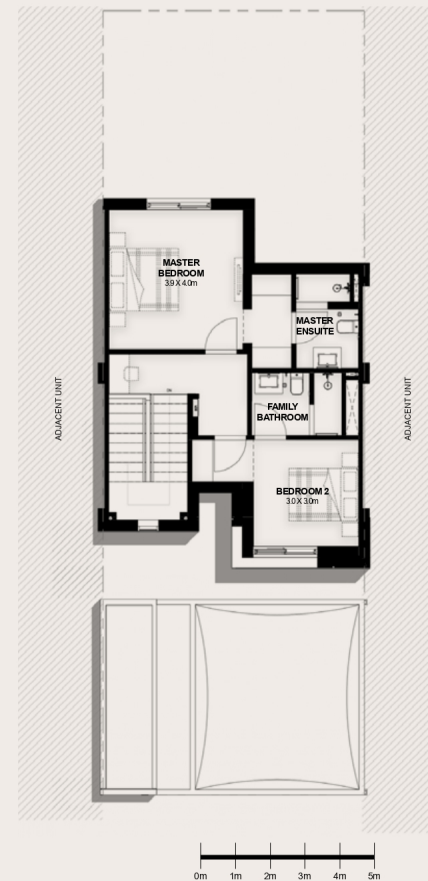 MASTER
BEDROOM
3.9 X 4.0m
MASTER
ENSUITE
ADJACENT UNIT
ADJACENT UNIT
FAMILY
BATHROOM
BEDROOM 2
3.0 X 3.0m
0m 1m 2m 3m 4m 5m